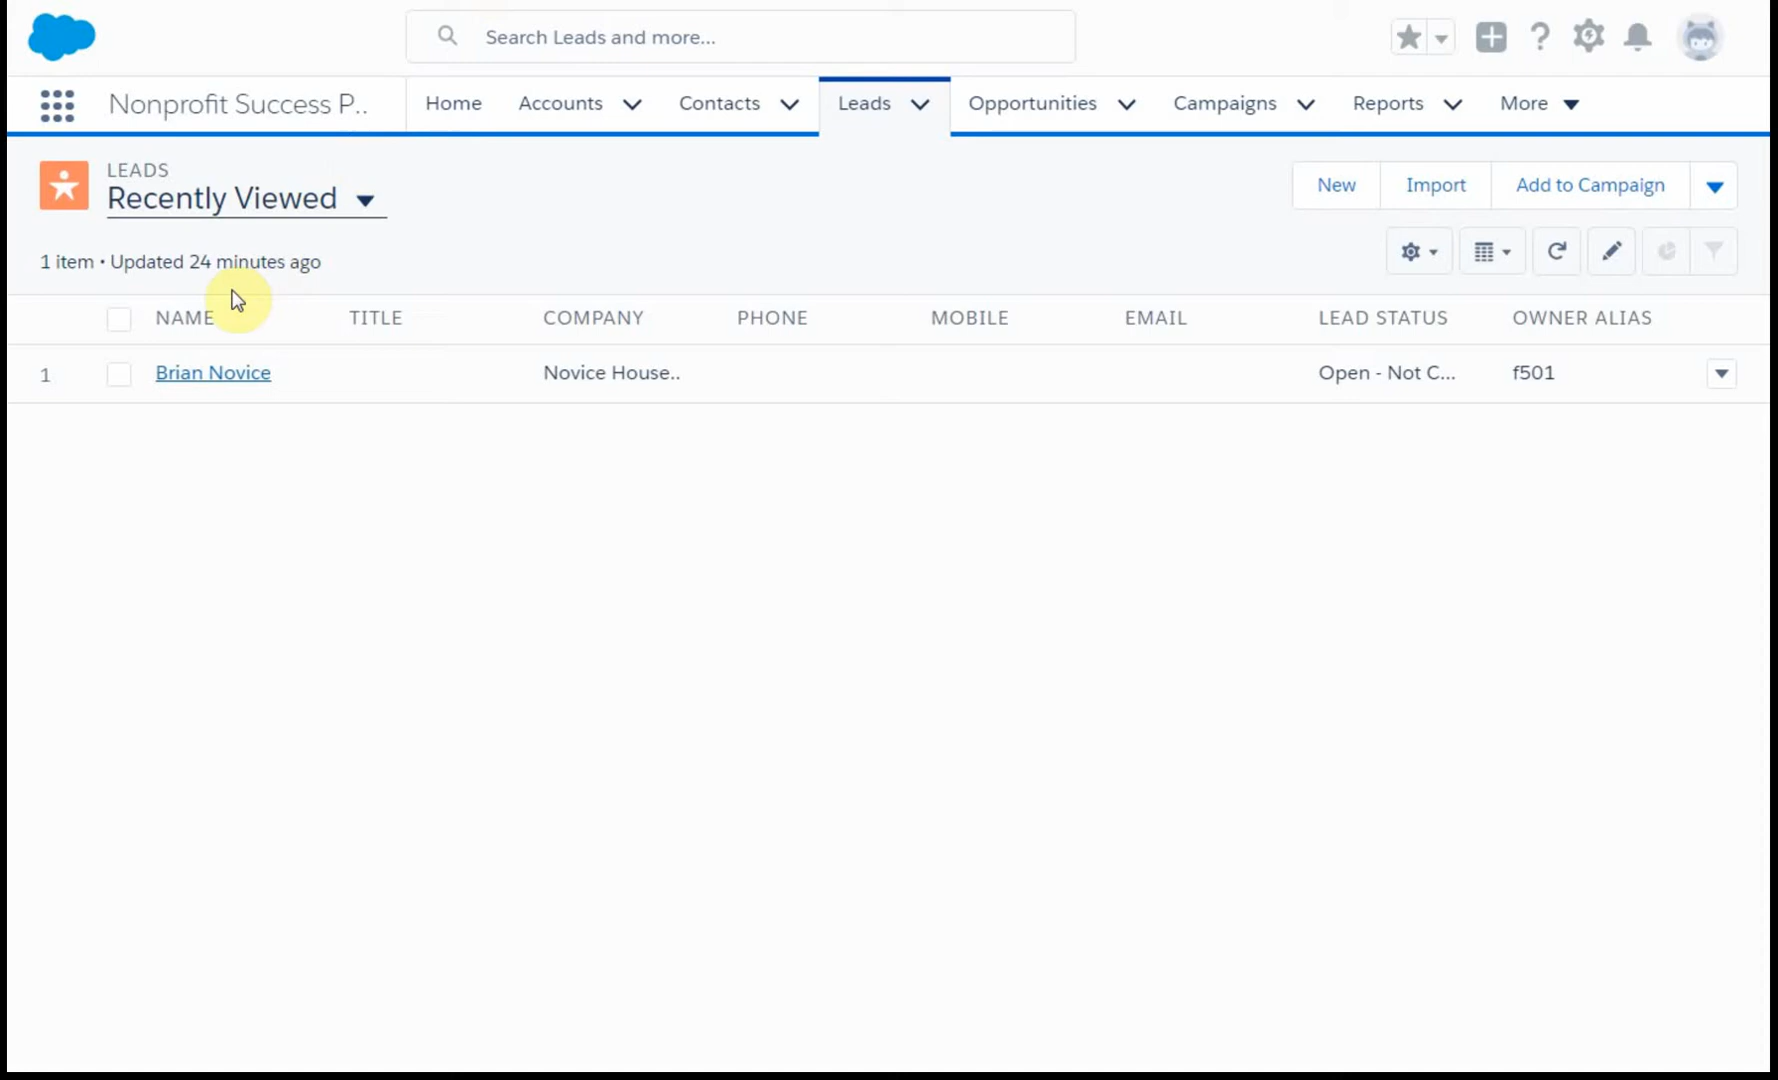 Search Leads and more...
Nonprofit Success P.. Home Accounts Contacts Leads Opportunities Campaigns Reports More
LEADS
Recently Viewed
New Import Add to Campaign
1 item • Updated 24 minutes ago
NAME TITLE COMPANY PHONE MOBILE EMAIL LEAD STATUS OWNER ALIAS
1 Brian Novice Novice House.. Open - Not C... f501